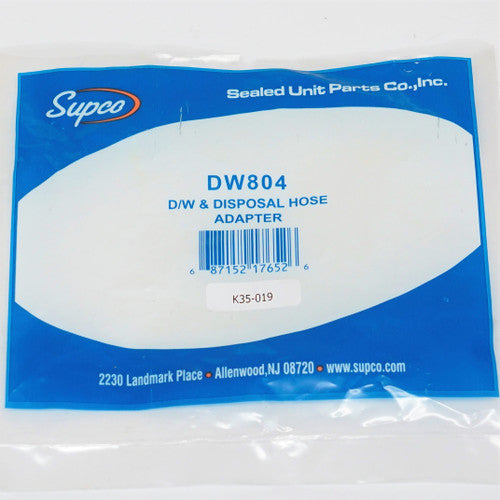 Supco
Sealed Unit Parts Co.,Inc.
DW804
D/W & DISPOSAL HOSE
ADAPTER
6 87152 17652 6
K35-019
2230 Landmark Place • Allenwood,NJ 08720 • www.supco.com